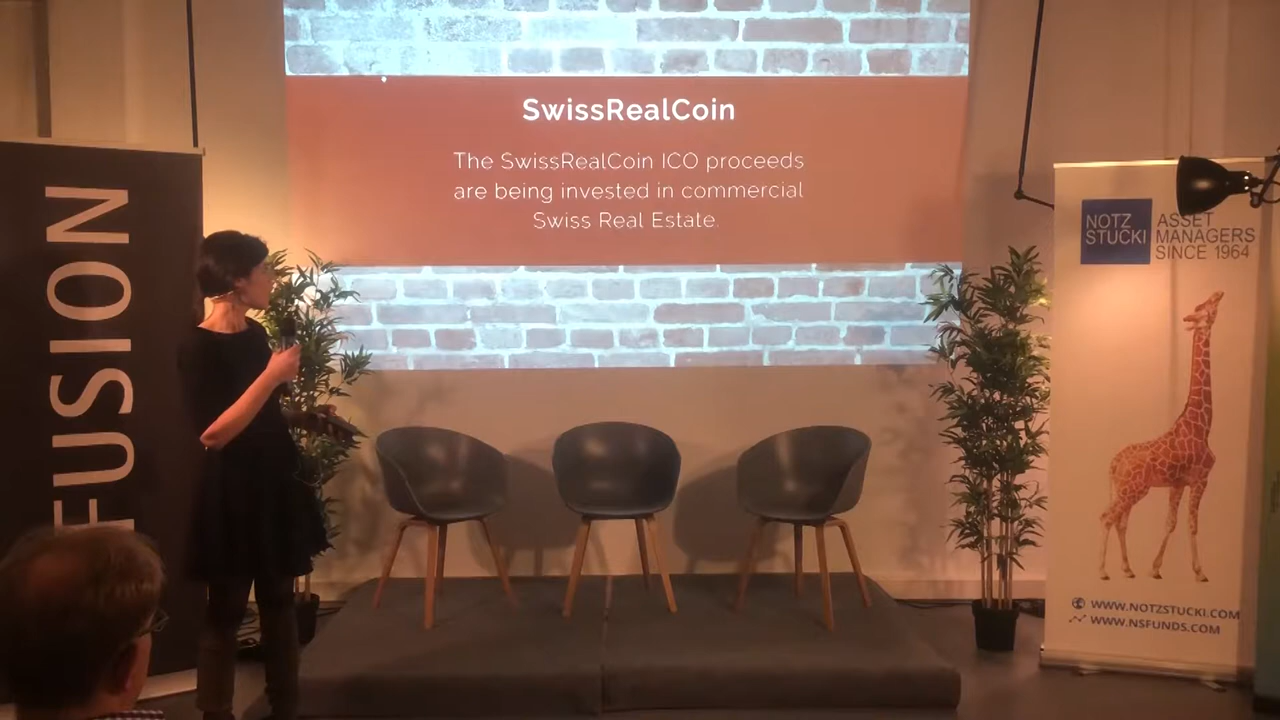 SwissRealCoin
The SwissRealCoin ICO proceeds
are being invested in commercial
Swiss Real Estate.
FUSION
NOTZ
STUCKI
ASSET
MANAGERS
SINCE 1964
WWW.NOTZSTUCKI.COM
WWW.NSFUNDS.COM